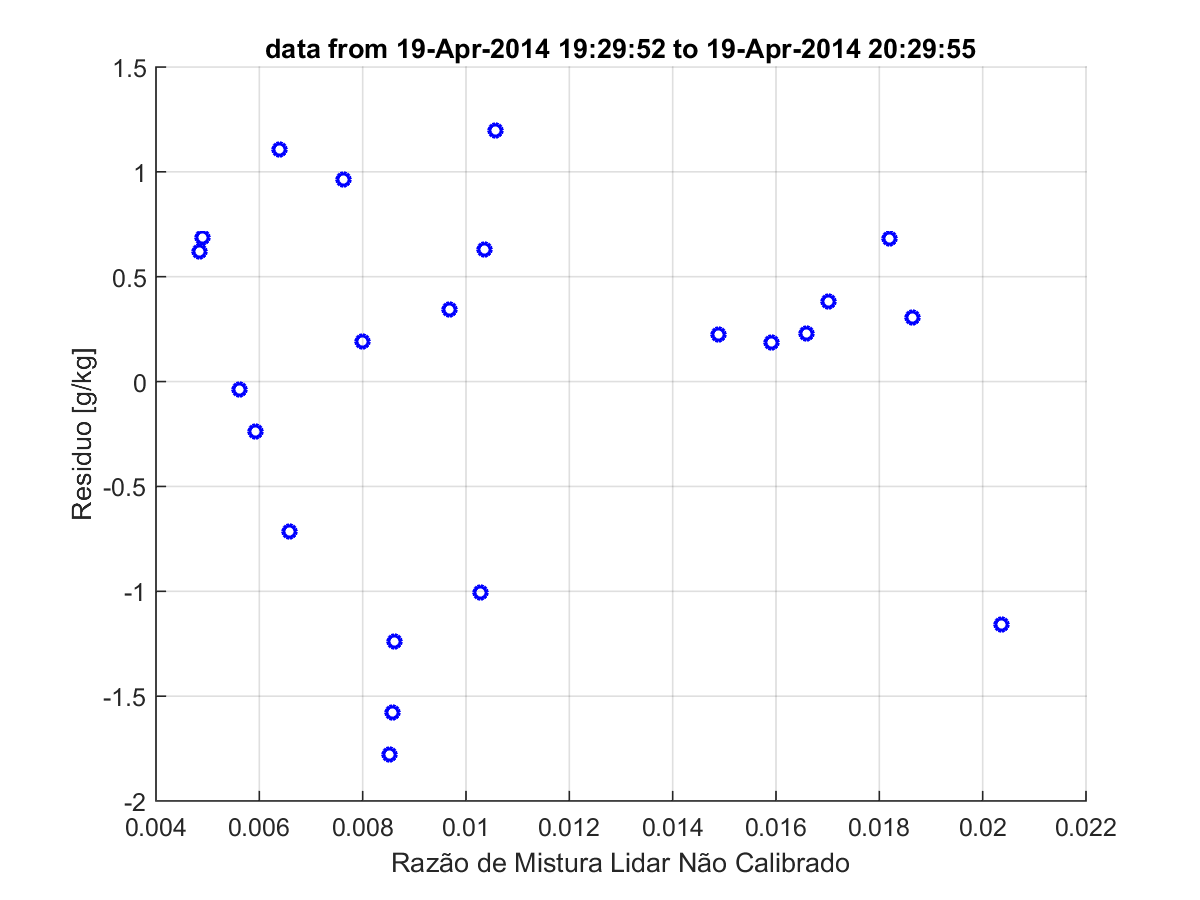 data from 19-Apr-2014 19:29:52 to 19-Apr-2014 20:29:55
1.5
1
0.5
0
-0.5
-1
-1.5
-2
Residuo [g/kg]
0.004 0.006 0.008 0.01 0.012 0.014 0.016 0.018 0.02 0.022
Razão de Mistura Lidar Não Calibrado